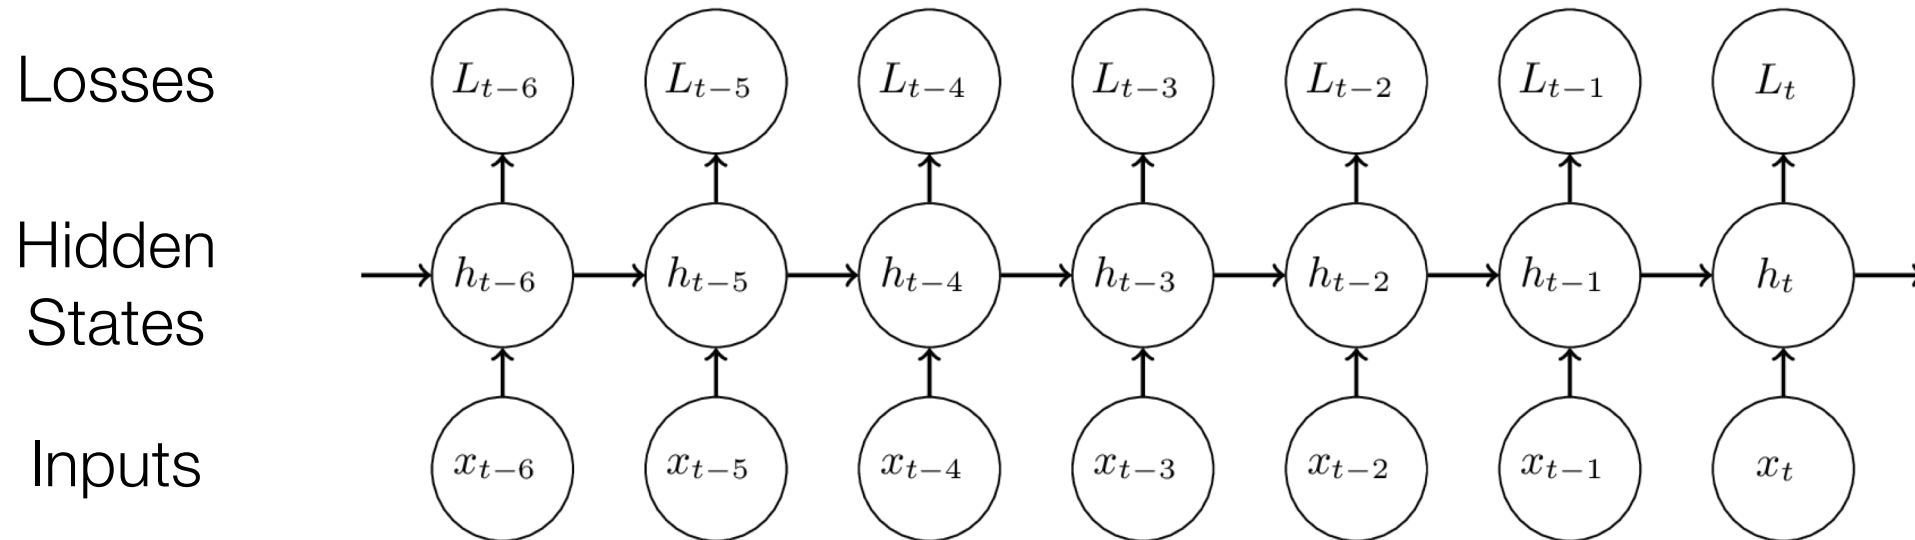 Losses L_{t-6} L_{t-5} L_{t-4} L_{t-3} L_{t-2} L_{t-1} L_t
Hidden
States
h_{t-6} h_{t-5} h_{t-4} h_{t-3} h_{t-2} h_{t-1} h_t
Inputs x_{t-6} x_{t-5} x_{t-4} x_{t-3} x_{t-2} x_{t-1} x_t